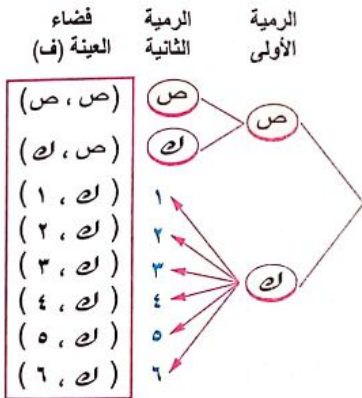 الرمية الأولى
الرمية الثانية
فضاء العينة (ف)
ص
ك
ص
ك
١
٢
٣
٤
٥
٦
(ص ، ص)
(ص ، ك)
(ك ، ١)
(ك ، ٢)
(ك ، ٣)
(ك ، ٤)
(ك ، ٥)
(ك ، ٦)